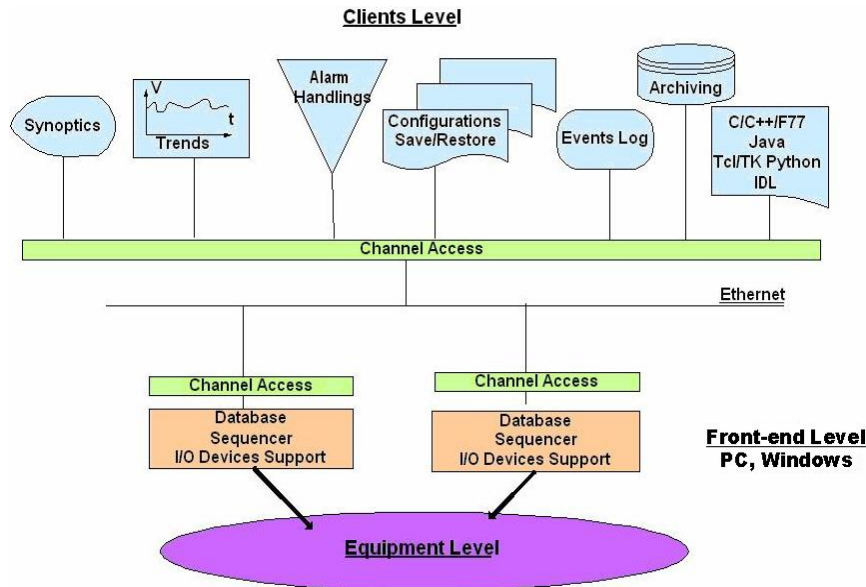 Clients Level
Synoptics
V
t
Trends
Alarm
Handlings
Configurations
Save/Restore
Events Log
Archiving
C/C++/F77
Java
Tcl/TK Python
IDL
Channel Access
Ethernet
Channel Access
Channel Access
Database
Sequencer
I/O Devices Support
Database
Sequencer
I/O Devices Support
Front-end Level
PC, Windows
Equipment Level